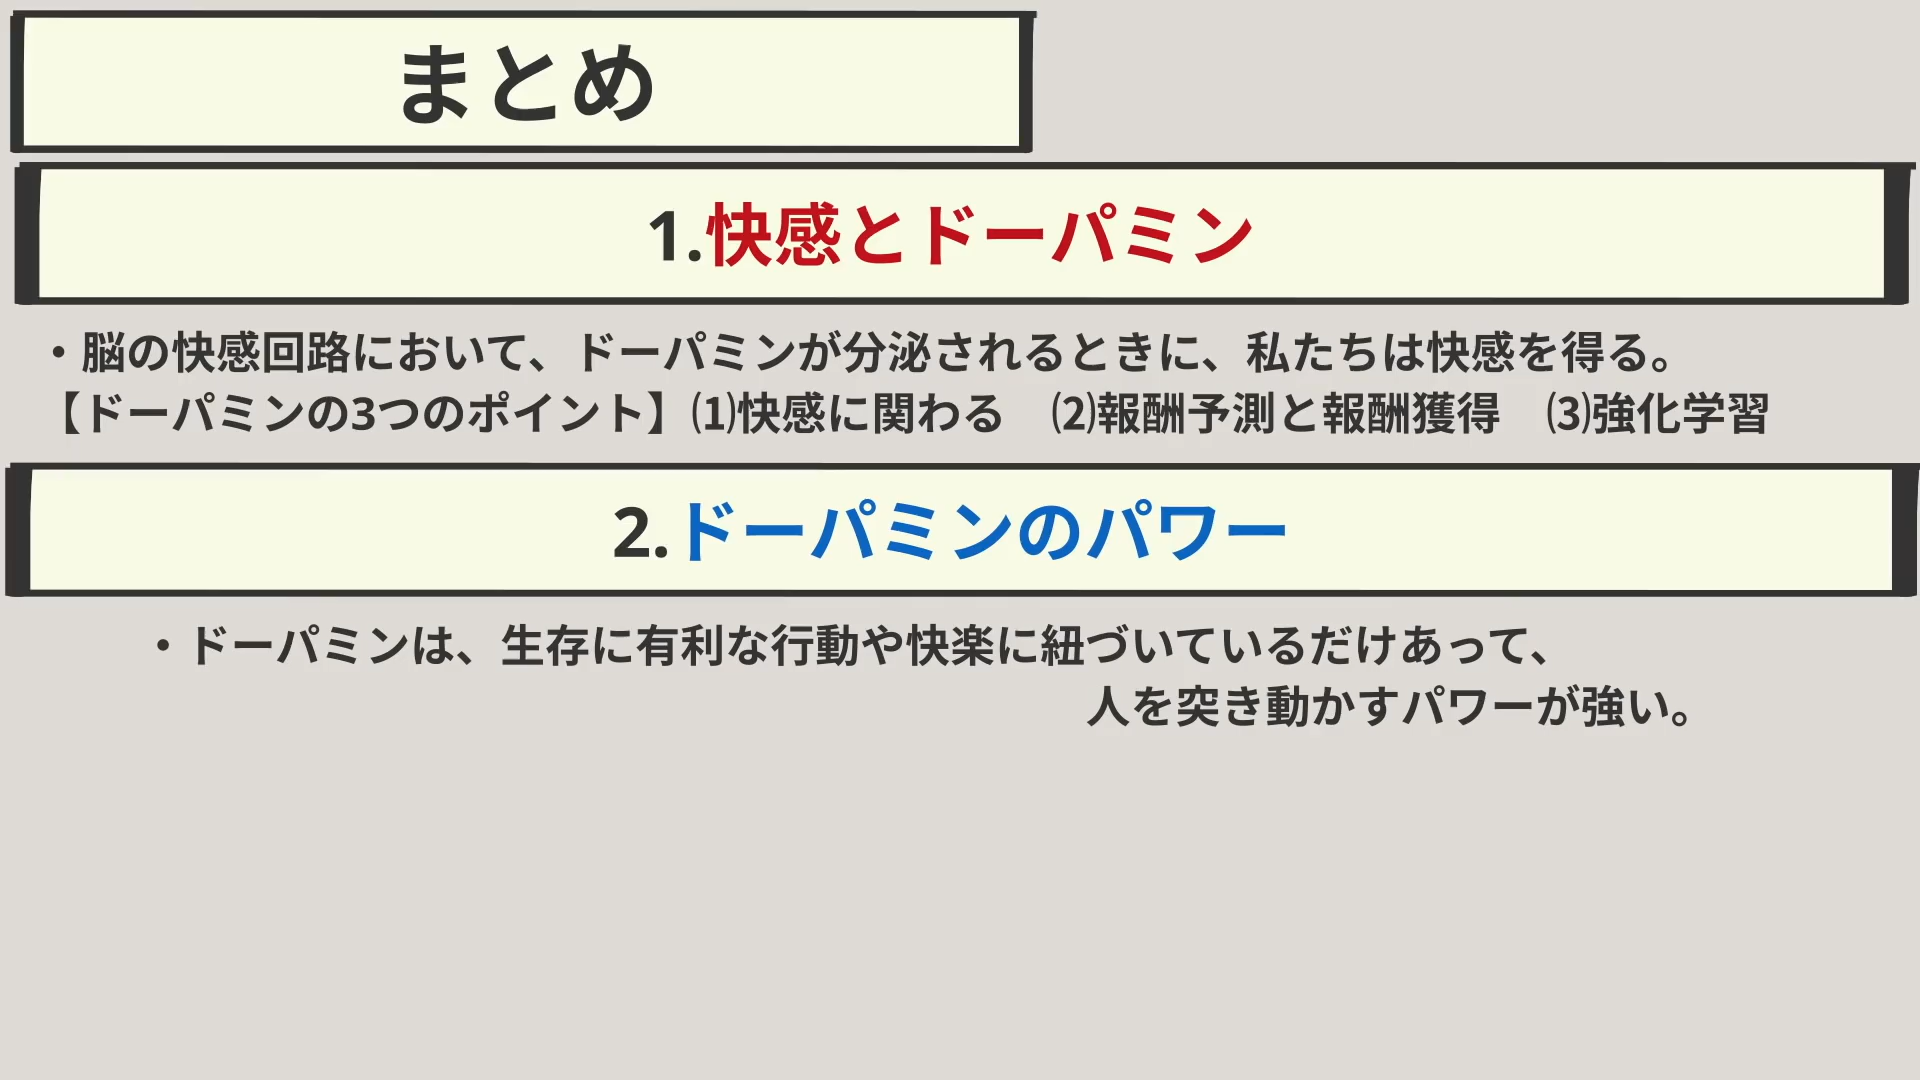 まとめ
1.快感とドーパミン
・脳の快感回路において、ドーパミンが分泌されるときに、私たちは快感を得る。
【ドーパミンの3つのポイント】⑴快感に関わる　⑵報酬予測と報酬獲得　⑶強化学習
2.ドーパミンのパワー
・ドーパミンは、生存に有利な行動や快楽に紐づいているだけあって、
人を突き動かすパワーが強い。